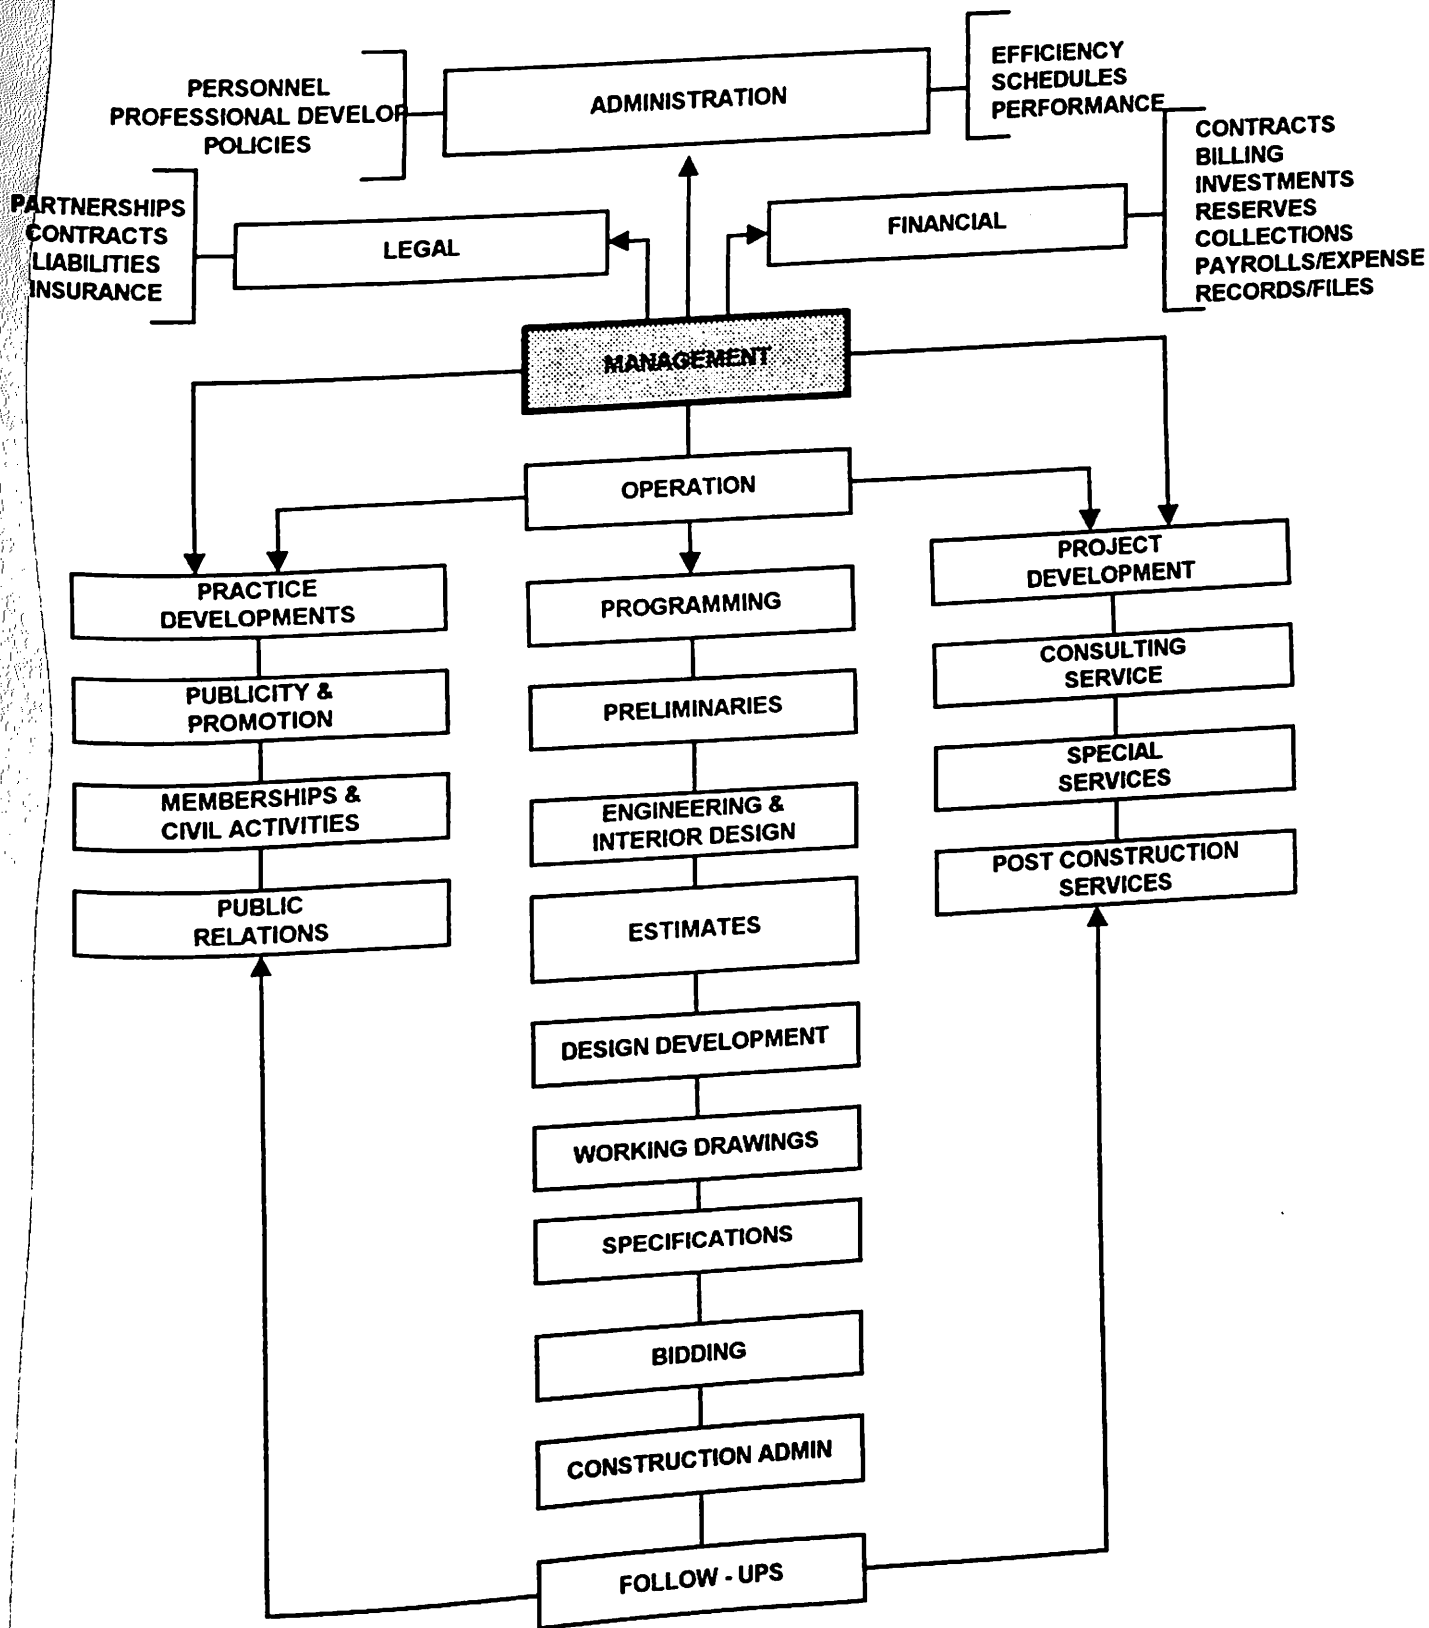 PERSONNEL
PROFESSIONAL DEVELOP
POLICIES
ADMINISTRATION
EFFICIENCY
SCHEDULES
PERFORMANCE
PARTNERSHIPS
CONTRACTS
LIABILITIES
INSURANCE
LEGAL
FINANCIAL
CONTRACTS
BILLING
INVESTMENTS
RESERVES
COLLECTIONS
PAYROLLS/EXPENSE
RECORDS/FILES
MANAGEMENT
OPERATION
PRACTICE
DEVELOPMENTS
PUBLICITY &
PROMOTION
MEMBERSHIPS &
CIVIL ACTIVITIES
PUBLIC
RELATIONS
PROGRAMMING
PRELIMINARIES
ENGINEERING &
INTERIOR DESIGN
ESTIMATES
DESIGN DEVELOPMENT
WORKING DRAWINGS
SPECIFICATIONS
BIDDING
CONSTRUCTION ADMIN
FOLLOW - UPS
PROJECT
DEVELOPMENT
CONSULTING
SERVICE
SPECIAL
SERVICES
POST CONSTRUCTION
SERVICES